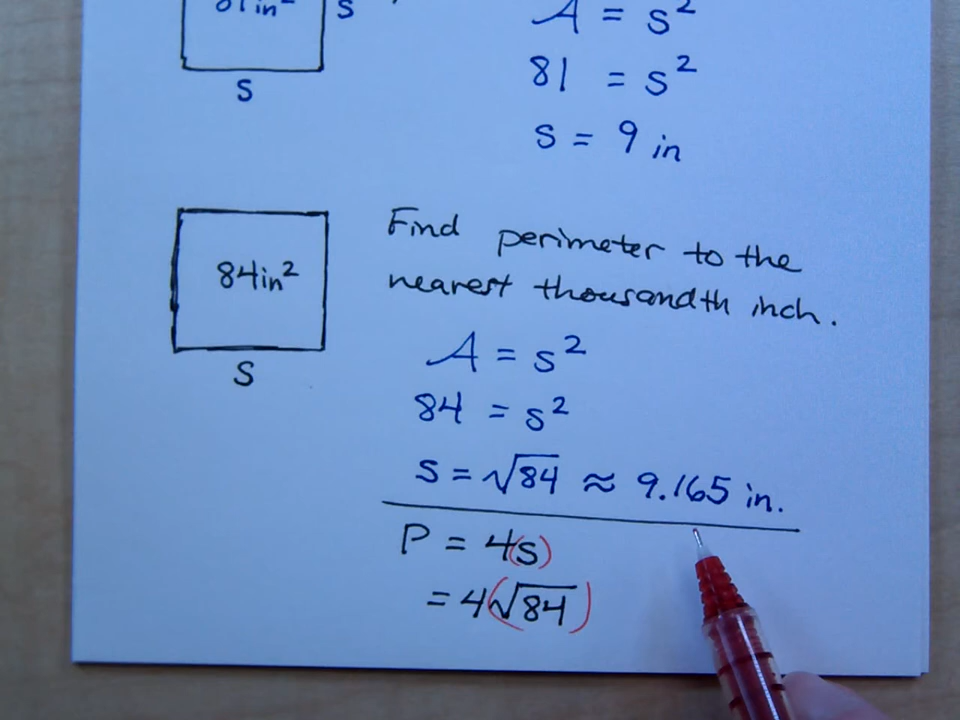 81in² S
A = s²
S
81 = s²
s = 9 in
84in²
S
Find perimeter to the
nearest thousandth inch.
A = s²
84 = s²
s = √84 ≈ 9.165 in.
P = 4(s)
= 4(√84)